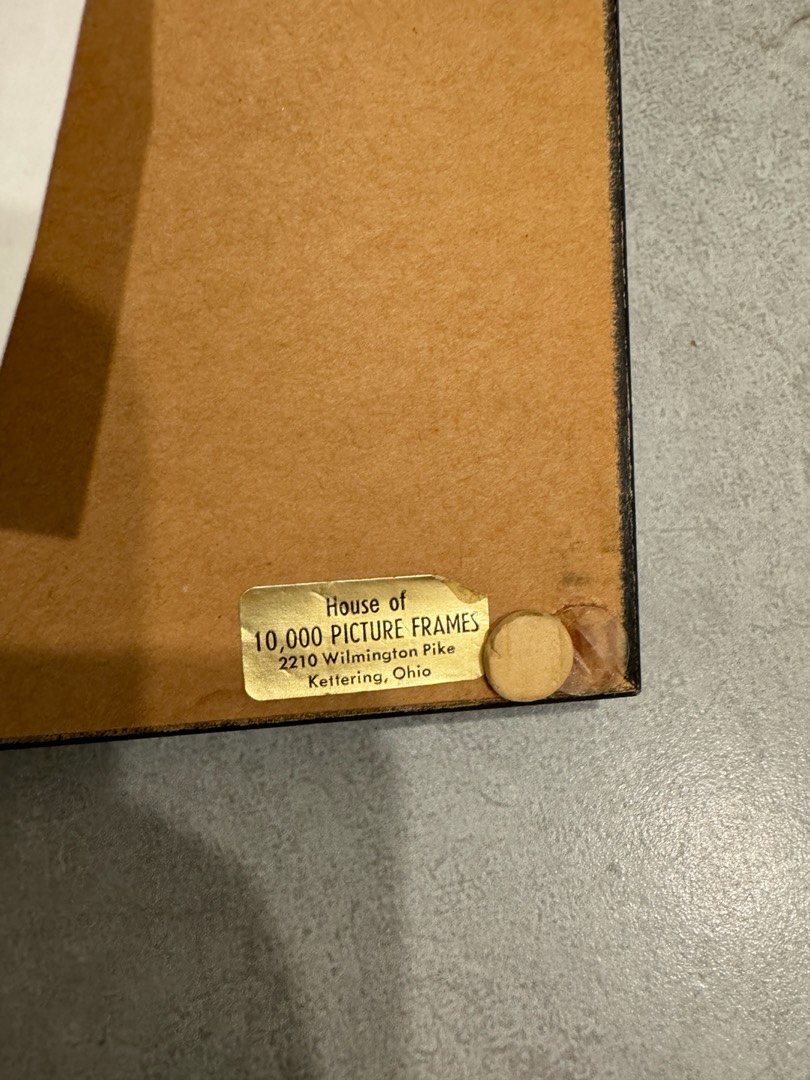 House of
10,000 PICTURE FRAMES
2210 Wilmington Pike
Kettering, Ohio